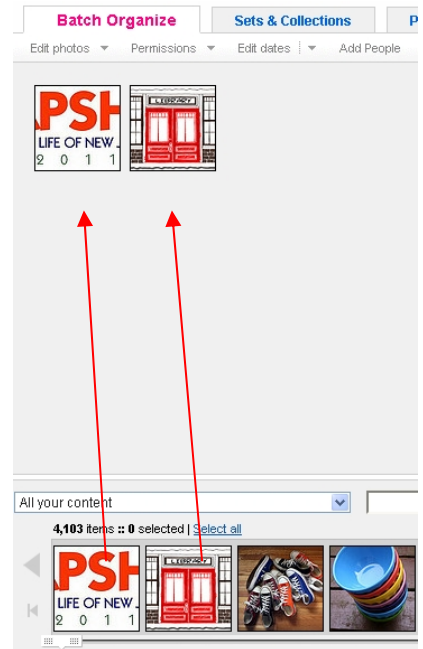 Batch Organize Sets & Collections P
Edit photos Permissions Edit dates Add People
APSH
LIFE OF NEW
2 0 1 1
LIBRARY
All your content
4,103 items :: 0 selected | Select all
APSH
LIFE OF NEW
2 0 1 1
LIBRARY